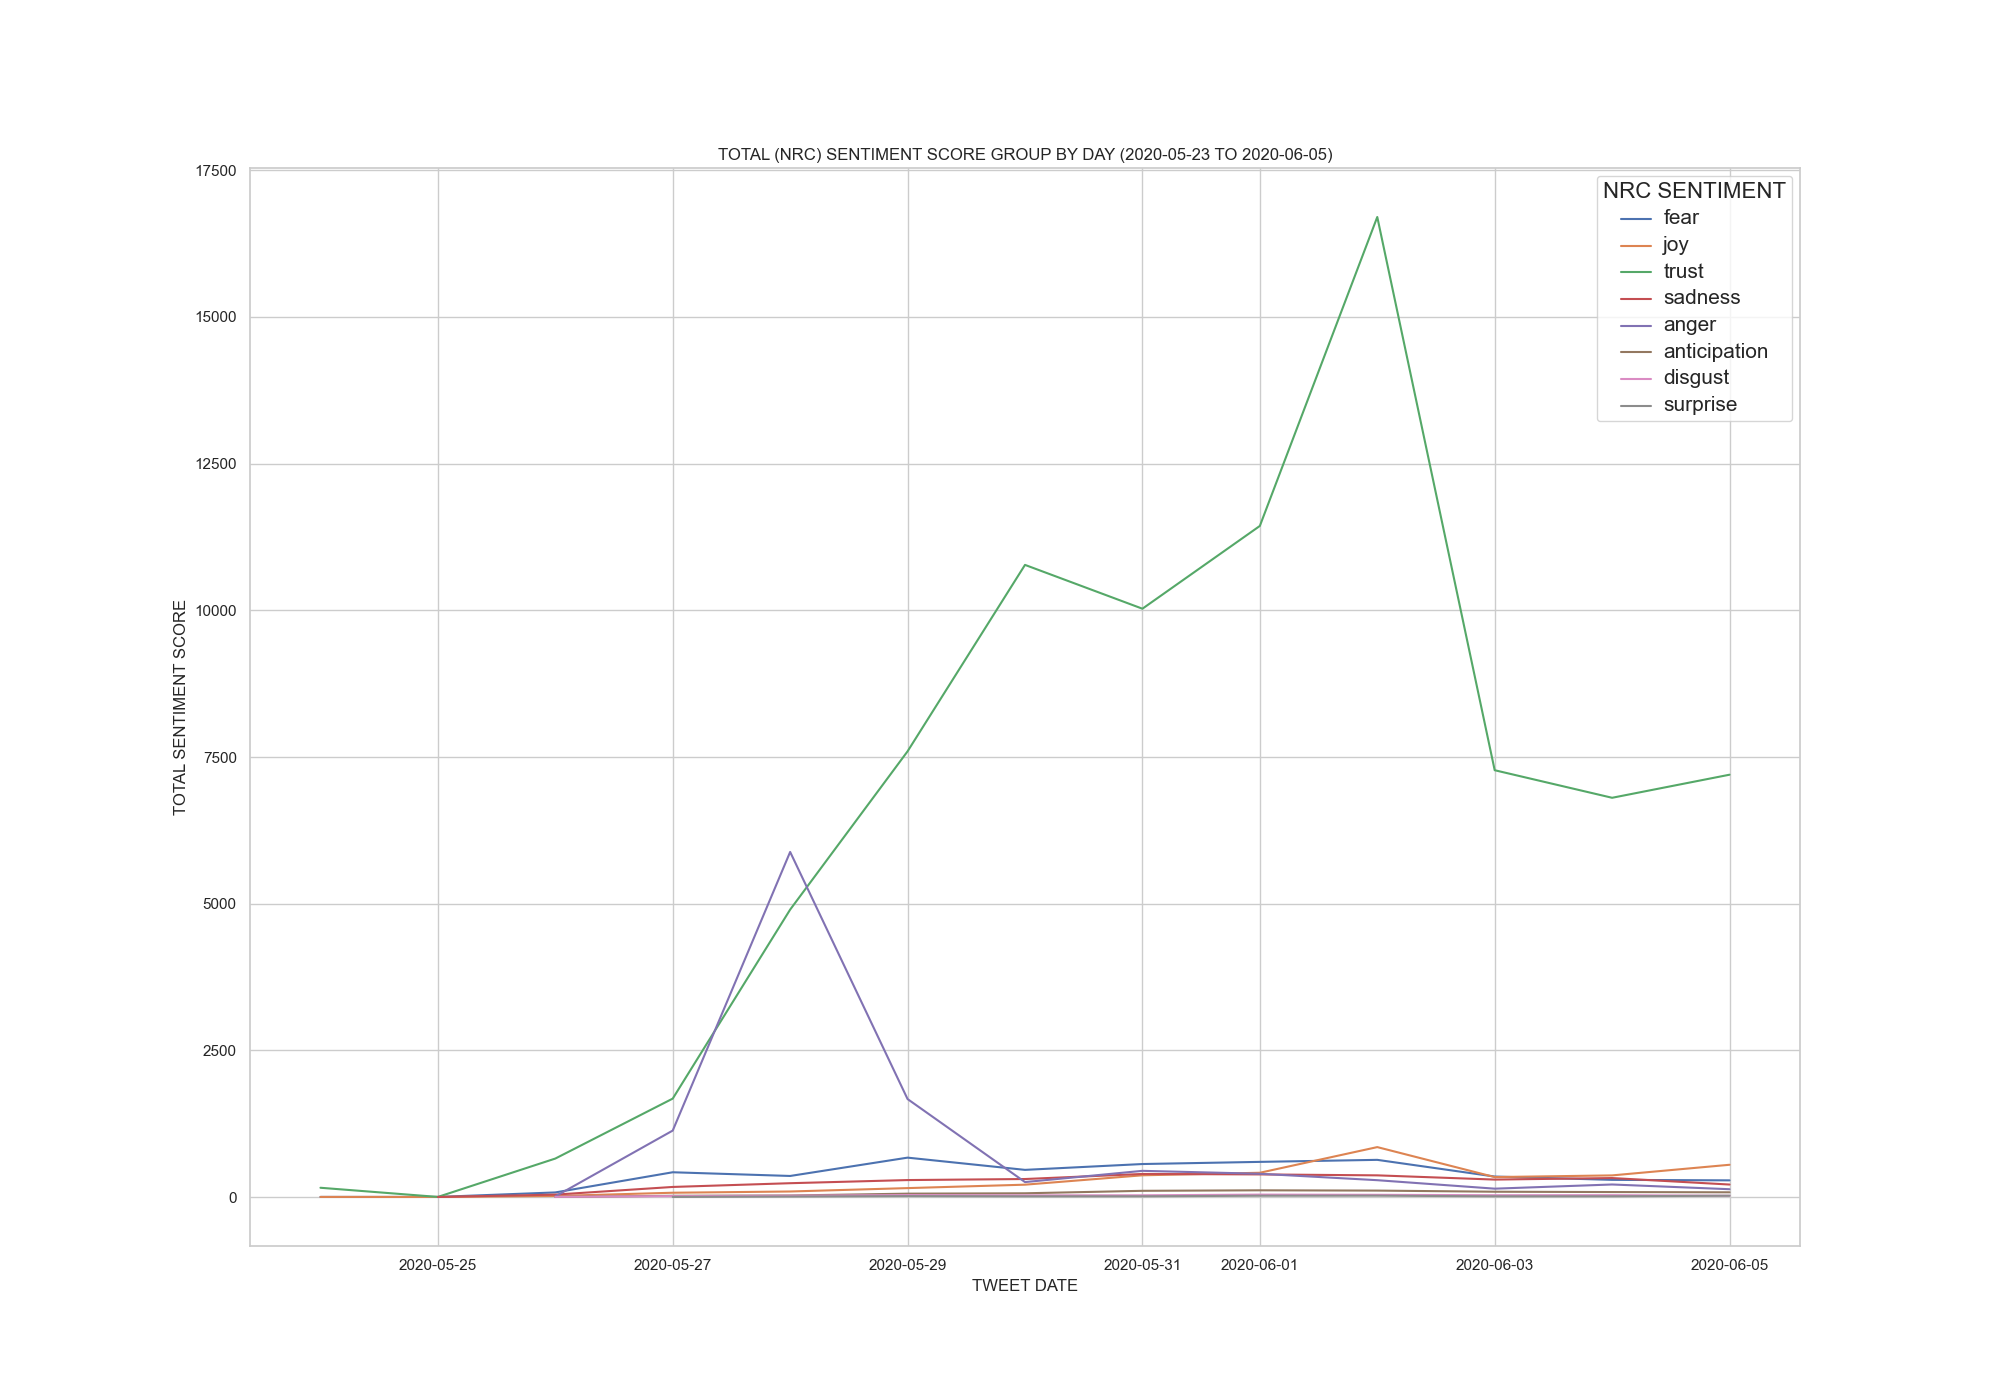 TOTAL (NRC) SENTIMENT SCORE GROUP BY DAY (2020-05-23 TO 2020-06-05)
17500
15000
12500
10000
7500
5000
2500
0
TOTAL SENTIMENT SCORE
NRC SENTIMENT
fear
joy
trust
sadness
anger
anticipation
disgust
surprise
2020-05-25 2020-05-27 2020-05-29 2020-05-31 2020-06-01 2020-06-03 2020-06-05
TWEET DATE